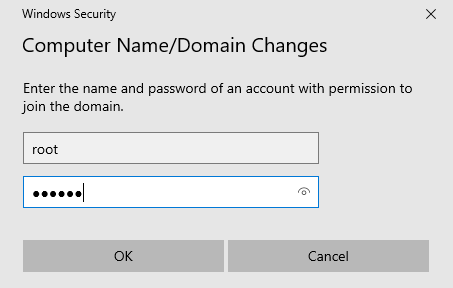 Windows Security
Computer Name/Domain Changes
Enter the name and password of an account with permission to
join the domain.
root
●●●●●●
OK
Cancel